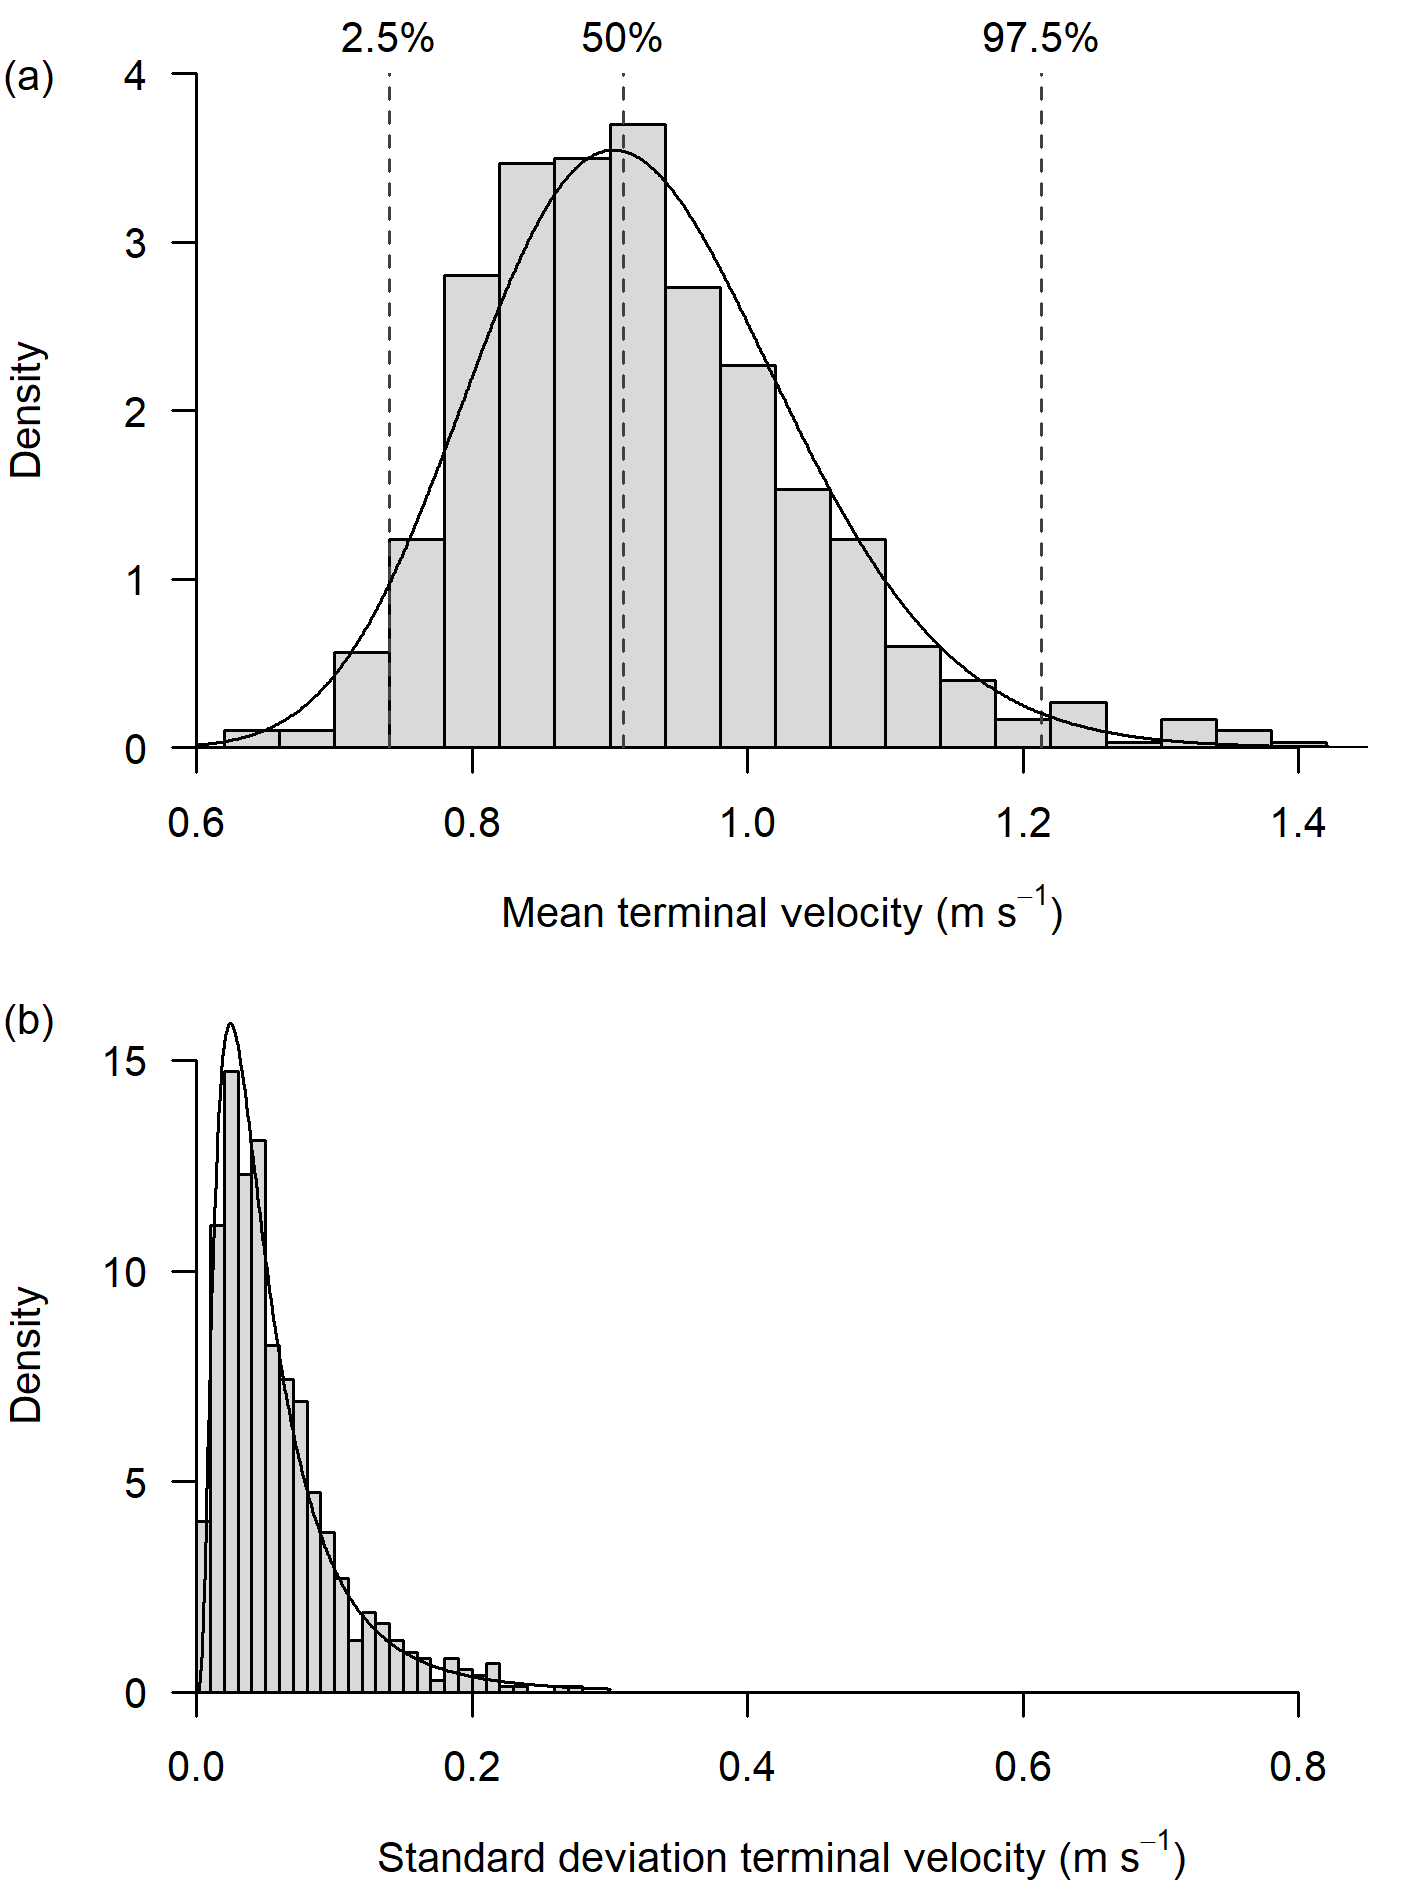 2.5% 50% 97.5%
(a)
4
3
2
1
0
Density
0.6 0.8 1.0 1.2 1.4
Mean terminal velocity (m s⁻¹)
(b)
15
10
5
0
Density
0.0 0.2 0.4 0.6 0.8
Standard deviation terminal velocity (m s⁻¹)